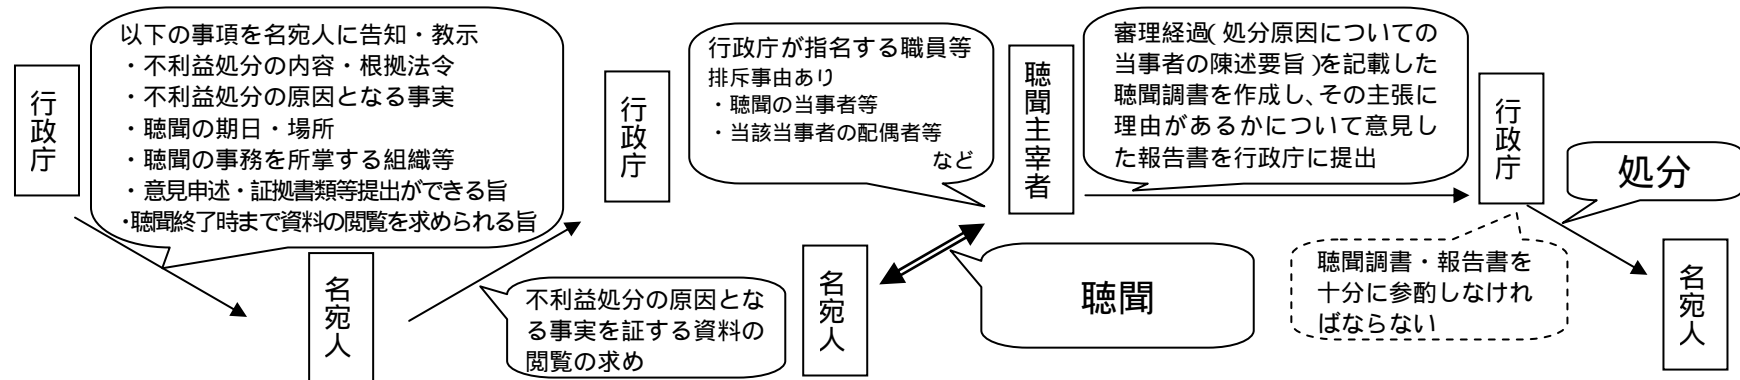 行政庁
以下の事項を名宛人に告知・教示
・不利益処分の内容・根拠法令
・不利益処分の原因となる事実
・聴聞の期日・場所
・聴聞の事務を所掌する組織等
・意見申述・証拠書類等提出ができる旨
・聴聞終了時まで資料の閲覧を求められる旨
名宛人
不利益処分の原因とな
る事実を証する資料の
閲覧の求め
行政庁
行政庁が指名する職員等
排斥事由あり
・聴聞の当事者等
・当該当事者の配偶者等
など
聴聞主宰者
名宛人
聴聞
審理経過(処分原因についての
当事者の陳述要旨)を記載した
聴聞調書を作成し、その主張に
理由があるかについて意見し
た報告書を行政庁に提出
行政庁
聴聞調書・報告書を
十分に参酌しなけれ
ばならない
処分
名宛人